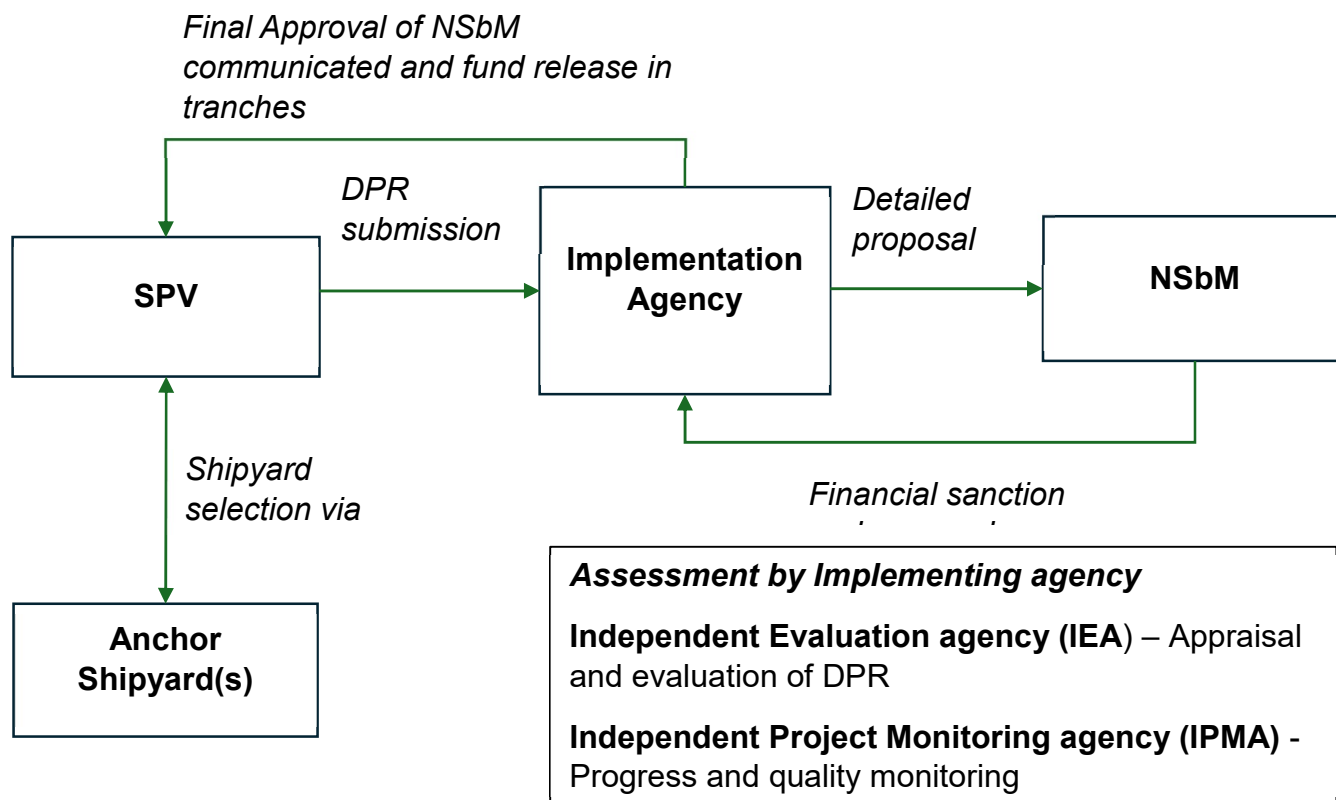 Final Approval of NSbM
communicated and fund release in
tranches
DPR
submission
Detailed
proposal
SPV
Implementation
Agency
NSbM
Shipyard
selection via
Financial sanction
Anchor
Shipyard(s)
Assessment by Implementing agency
Independent Evaluation agency (IEA) – Appraisal
and evaluation of DPR
Independent Project Monitoring agency (IPMA) -
Progress and quality monitoring